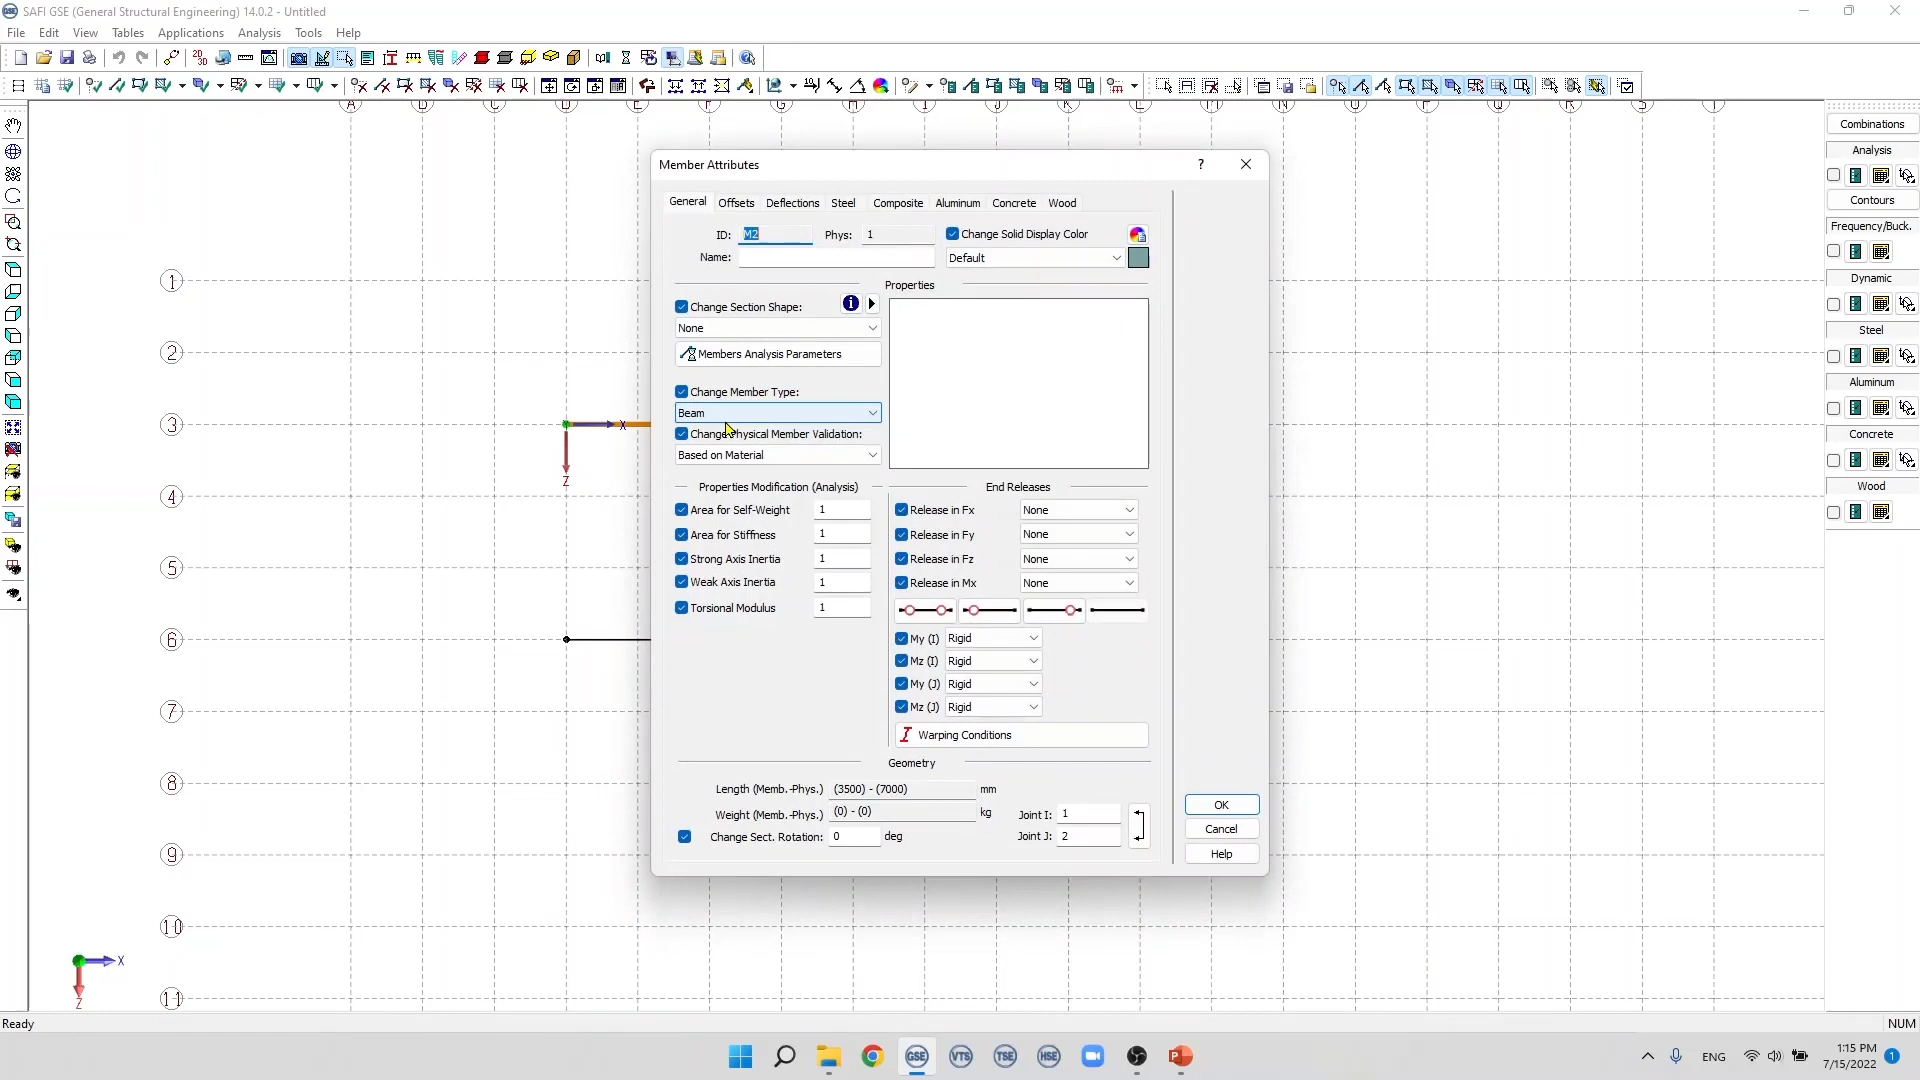 SAFI GSE (General Structural Engineering) 14.0.2 - Untitled
File Edit View Tables Applications Analysis Tools Help
Combinations
Analysis
Contours
Frequency/Buck.
Dynamic
Steel
Aluminum
Concrete
Wood
1
2
3
4
5
6
7
8
9
10
11
X
Z
X
Z
Member Attributes
General Offsets Deflections Steel Composite Aluminum Concrete Wood
ID: M2 Phys: 1 Change Solid Display Color
Name: Default
Properties
Change Section Shape:
None
Members Analysis Parameters
Change Member Type:
Beam
Change Physical Member Validation:
Based on Material
Properties Modification (Analysis)
Area for Self-Weight 1
Area for Stiffness 1
Strong Axis Inertia 1
Weak Axis Inertia 1
Torsional Modulus 1
End Releases
Release in Fx None
Release in Fy None
Release in Fz None
Release in Mx None
My (I) Rigid
Mz (I) Rigid
My (J) Rigid
Mz (J) Rigid
Warping Conditions
Geometry
Length (Memb.-Phys.) (3500) - (7000) mm
Weight (Memb.-Phys.) (0) - (0) kg
Change Sect. Rotation: 0 deg
Joint I: 1
Joint J: 2
OK
Cancel
Help
Ready
NUM
GSE VTS TSE HSE
ENG
1:15 PM
7/15/2022
1